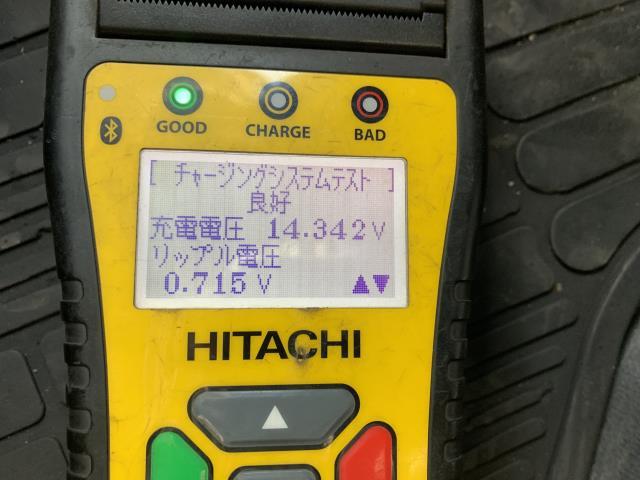 GOOD CHARGE BAD
[ チャージングシステムテスト ]
良好
充電電圧 14.342V
リップル電圧
0.715 V ▲▼
HITACHI